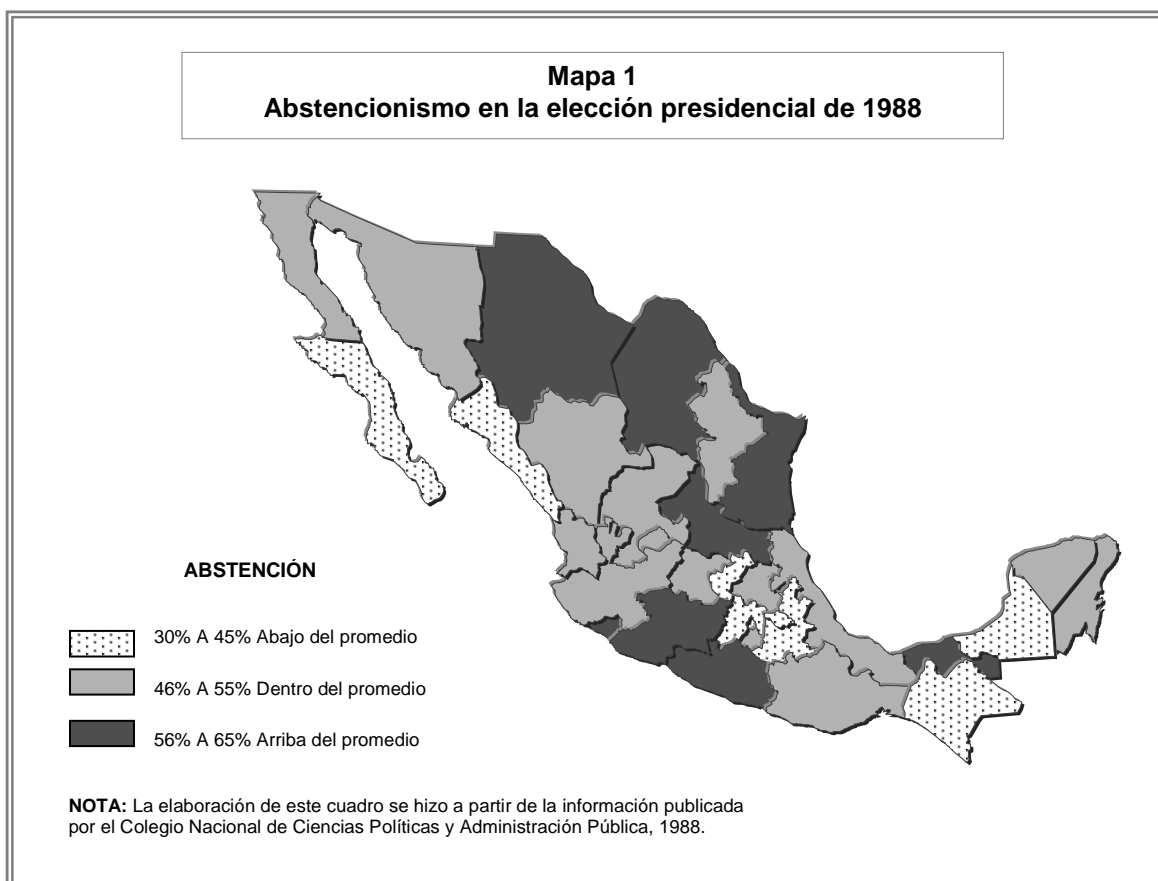 Mapa 1
Abstencionismo en la elección presidencial de 1988
ABSTENCIÓN
30% A 45% Abajo del promedio
46% A 55% Dentro del promedio
56% A 65% Arriba del promedio
NOTA: La elaboración de este cuadro se hizo a partir de la información publicada
por el Colegio Nacional de Ciencias Políticas y Administración Pública, 1988.